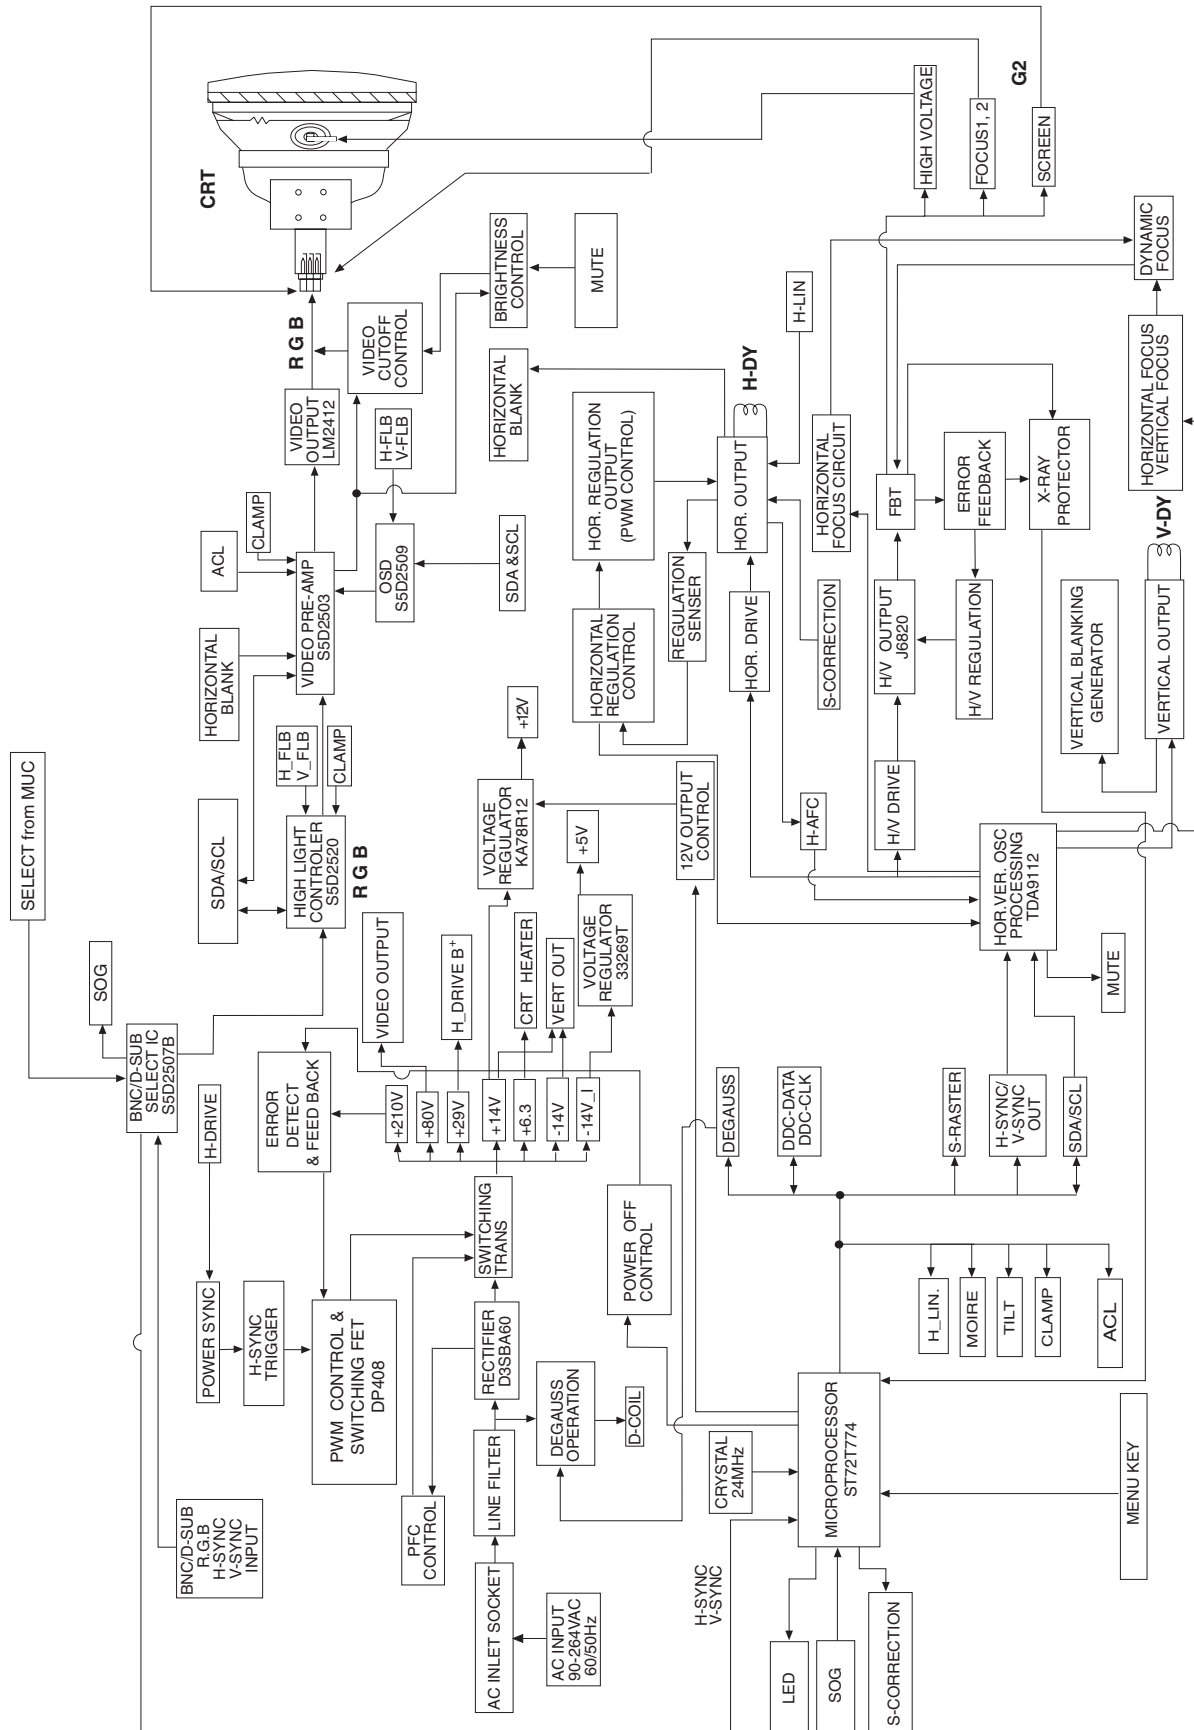 SELECT from MUC
BNC/D-SUB
R.G.B
H-SYNC
V-SYNC
INPUT
BNC/D-SUB
SELECT IC
S5D2507B
SOG
SDA/SCL
HIGH LIGHT
CONTROLER
S5D2520
R G B
H_FLB
V_FLB
CLAMP
HORIZONTAL
BLANK
ACL
CLAMP
VIDEO PRE-AMP
S5D2503
VIDEO
OUTPUT
LM2412
R G B
CRT
H-FLB
V-FLB
OSD
S5D2509
SDA &SCL
VIDEO
CUTOFF
CONTROL
BRIGHTNESS
CONTROL
MUTE
HORIZONTAL
BLANK
H-DRIVE
POWER SYNC
H-SYNC
TRIGGER
ERROR
DETECT
& FEED BACK
PWM CONTROL &
SWITCHING FET
DP408
PFC
CONTROL
AC INPUT
90-264VAC
60/50Hz
AC INLET SOCKET
LINE FILTER
RECTIFIER
D3SBA60
SWITCHING
TRANS
DEGAUSS
OPERATION
D-COIL
+210V
+80V
+29V
+14V
+6.3
-14V
-14V_I
VIDEO OUTPUT
H_DRIVE B+
CRT HEATER
VERT OUT
VOLTAGE
REGULATOR
KA78R12
+12V
VOLTAGE
REGULATOR
33269T
+5V
12V OUTPUT
CONTROL
POWER OFF
CONTROL
HORIZONTAL
REGULATION
CONTROL
HOR. REGULATION
OUTPUT
(PWM CONTROL)
REGULATION
SENSER
HOR. DRIVE
HOR. OUTPUT
H-DY
H-LIN
S-CORRECTION
H-AFC
HORIZONTAL
FOCUS CIRCUIT
H/V DRIVE
H/V OUTPUT
J6820
FBT
H/V REGULATION
ERROR
FEEDBACK
X-RAY
PROTECTOR
HIGH VOLTAGE
FOCUS1, 2
SCREEN
G2
DYNAMIC
FOCUS
HORIZONTAL FOCUS
VERTICAL FOCUS
VERTICAL BLANKING
GENERATOR
VERTICAL OUTPUT
V-DY
HOR.VER. OSC
PROCESSING
TDA9112
MUTE
DEGAUSS
DDC-DATA
DDC-CLK
S-RASTER
H-SYNC/
V-SYNC
OUT
SDA/SCL
H_LIN.
MOIRE
TILT
CLAMP
ACL
CRYSTAL
24MHz
MICROPROCESSOR
ST72T774
H-SYNC
V-SYNC
LED
SOG
S-CORRECTION
MENU KEY